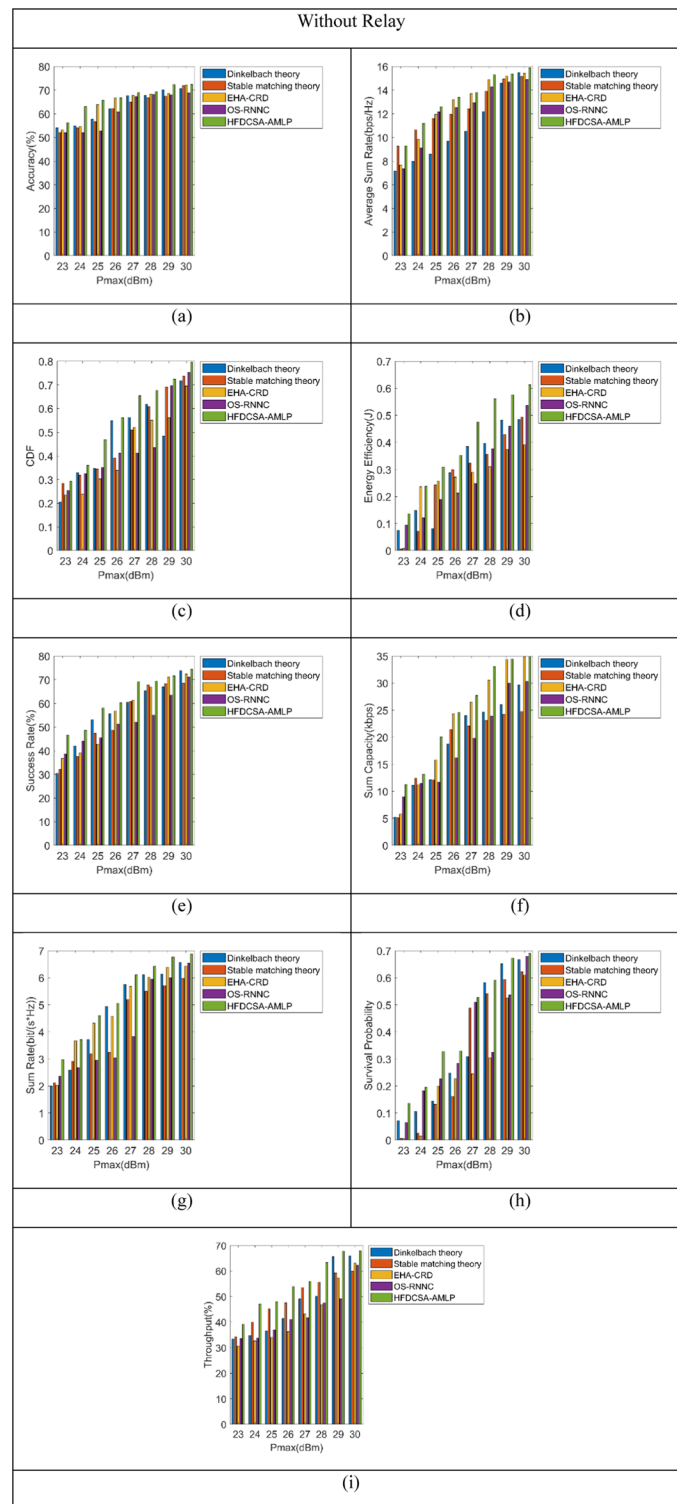 Without Relay
80
70
60
50
40
30
20
10
0
Accuracy(%)
23 24 25 26 27 28 29 30
Pmax(dBm)
Dinkelbach theory
Stable matching theory
EHA-CRD
OS-RNNC
HFDCSA-AMLP
16
14
12
10
8
6
4
2
0
Average Sum Rate(bps/Hz)
23 24 25 26 27 28 29 30
Pmax(dBm)
Dinkelbach theory
Stable matching theory
EHA-CRD
OS-RNNC
HFDCSA-AMLP
(a)
(b)
0.8
0.7
0.6
0.5
0.4
0.3
0.2
0.1
0
CDF
23 24 25 26 27 28 29 30
Pmax(dBm)
Dinkelbach theory
Stable matching theory
EHA-CRD
OS-RNNC
HFDCSA-AMLP
0.7
0.6
0.5
0.4
0.3
0.2
0.1
0
Energy Efficiency(J)
23 24 25 26 27 28 29 30
Pmax(dBm)
Dinkelbach theory
Stable matching theory
EHA-CRD
OS-RNNC
HFDCSA-AMLP
(c)
(d)
80
70
60
50
40
30
20
10
0
Success Rate(%)
23 24 25 26 27 28 29 30
Pmax(dBm)
Dinkelbach theory
Stable matching theory
EHA-CRD
OS-RNNC
HFDCSA-AMLP
35
30
25
20
15
10
5
0
Sum Capacity(kbps)
23 24 25 26 27 28 29 30
Pmax(dBm)
Dinkelbach theory
Stable matching theory
EHA-CRD
OS-RNNC
HFDCSA-AMLP
(e)
(f)
7
6
5
4
3
2
1
0
Sum Rate(bit/(s*Hz))
23 24 25 26 27 28 29 30
Pmax(dBm)
Dinkelbach theory
Stable matching theory
EHA-CRD
OS-RNNC
HFDCSA-AMLP
0.7
0.6
0.5
0.4
0.3
0.2
0.1
0
Survival Probability
23 24 25 26 27 28 29 30
Pmax(dBm)
Dinkelbach theory
Stable matching theory
EHA-CRD
OS-RNNC
HFDCSA-AMLP
(g)
(h)
70
60
50
40
30
20
10
0
Throughput(%)
23 24 25 26 27 28 29 30
Pmax(dBm)
Dinkelbach theory
Stable matching theory
EHA-CRD
OS-RNNC
HFDCSA-AMLP
(i)